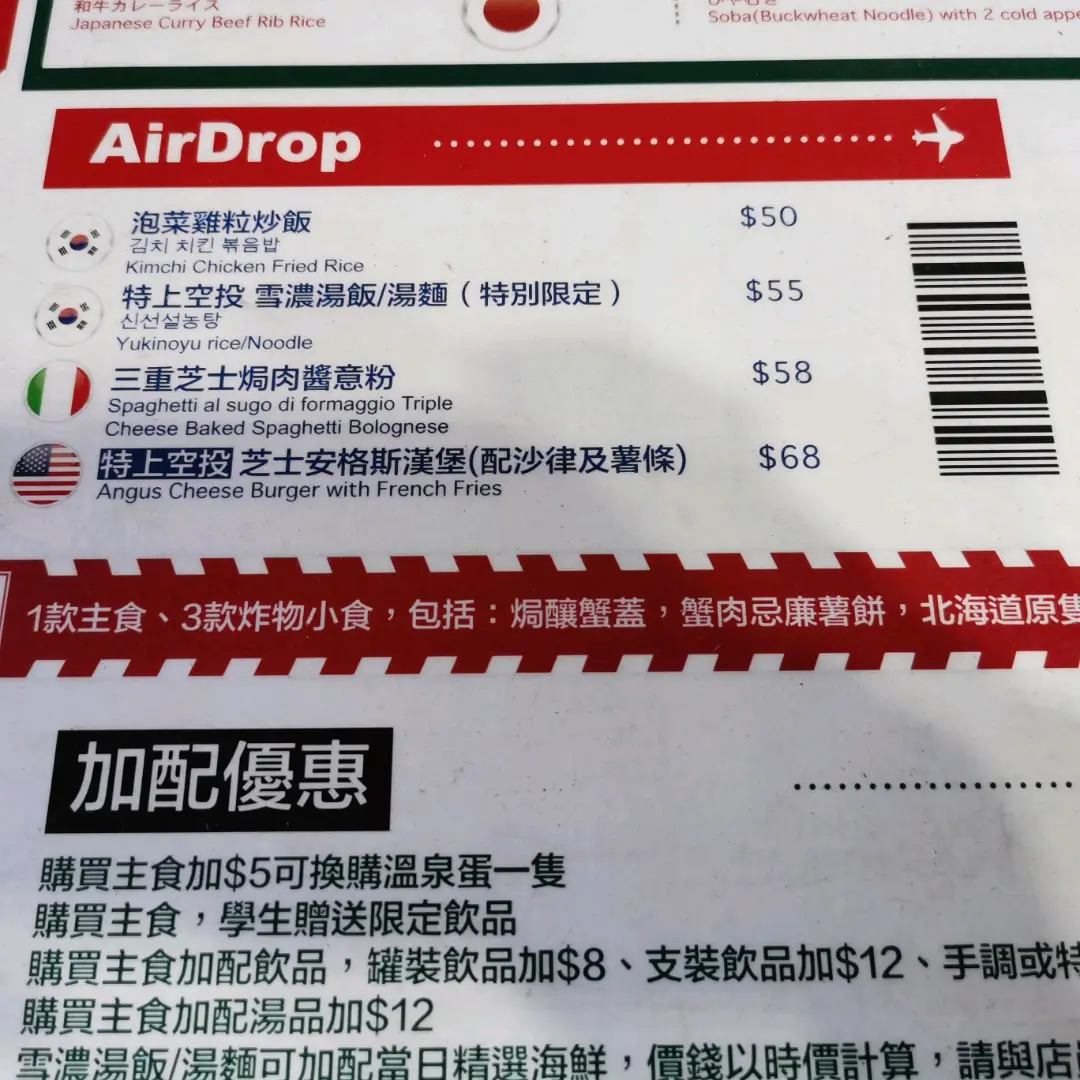 和牛カレーライス
Japanese Curry Beef Rib Rice
Soba(Buckwheat Noodle) with 2 cold appe
AirDrop
泡菜雞粒炒飯 $50
김치 치킨 볶음밥
Kimchi Chicken Fried Rice
特上空投 雪濃湯飯/湯麵（特別限定） $55
신선설농탕
Yukinoyu rice/Noodle
三重芝士焗肉醬意粉 $58
Spaghetti al sugo di formaggio Triple
Cheese Baked Spaghetti Bolognese
特上空投 芝士安格斯漢堡(配沙律及薯條) $68
Angus Cheese Burger with French Fries
1款主食、3款炸物小食，包括：焗釀蟹蓋，蟹肉忌廉薯餅，北海道原隻
加配優惠
購買主食加$5可換購溫泉蛋一隻
購買主食，學生贈送限定飲品
購買主食加配飲品，罐裝飲品加$8、支裝飲品加$12、手調或特
購買主食加配湯品加$12
雪濃湯飯/湯麵可加配當日精選海鮮，價錢以時價計算，請與店